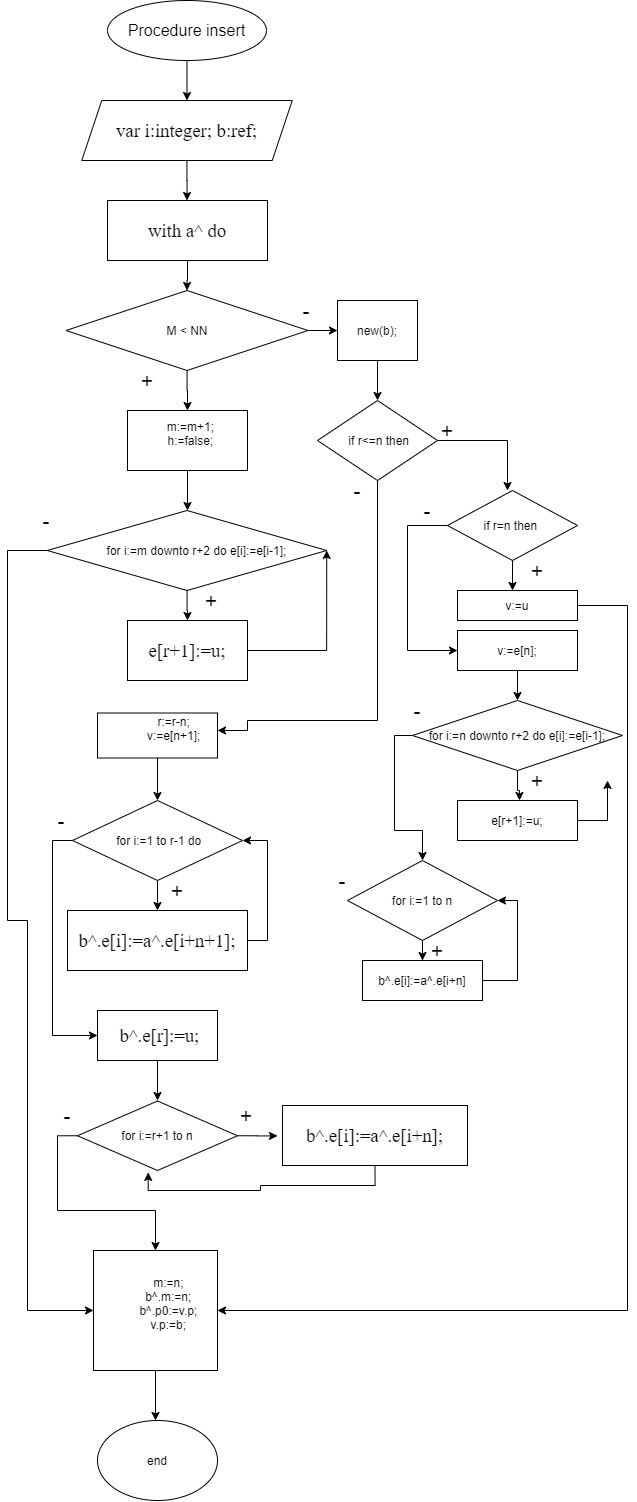 Procedure insert
var i:integer; b:ref;
with a^ do
M < NN
-
new(b);
+
m:=m+1;
h:=false;
if r<=n then
+
-
if r=n then
-
+
v:=u
-
for i:=m downto r+2 do e[i]:=e[i-1];
+
e[r+1]:=u;
v:=e[n];
r:=r-n;
v:=e[n+1];
-
for i:=n downto r+2 do e[i]:=e[i-1];
+
e[r+1]:=u;
-
for i:=1 to r-1 do
+
b^.e[i]:=a^.e[i+n+1];
-
for i:=1 to n
+
b^.e[i]:=a^.e[i+n]
b^.e[r]:=u;
-
for i:=r+1 to n
+
b^.e[i]:=a^.e[i+n];
m:=n;
b^.m:=n;
b^.p0:=v.p;
v.p:=b;
end